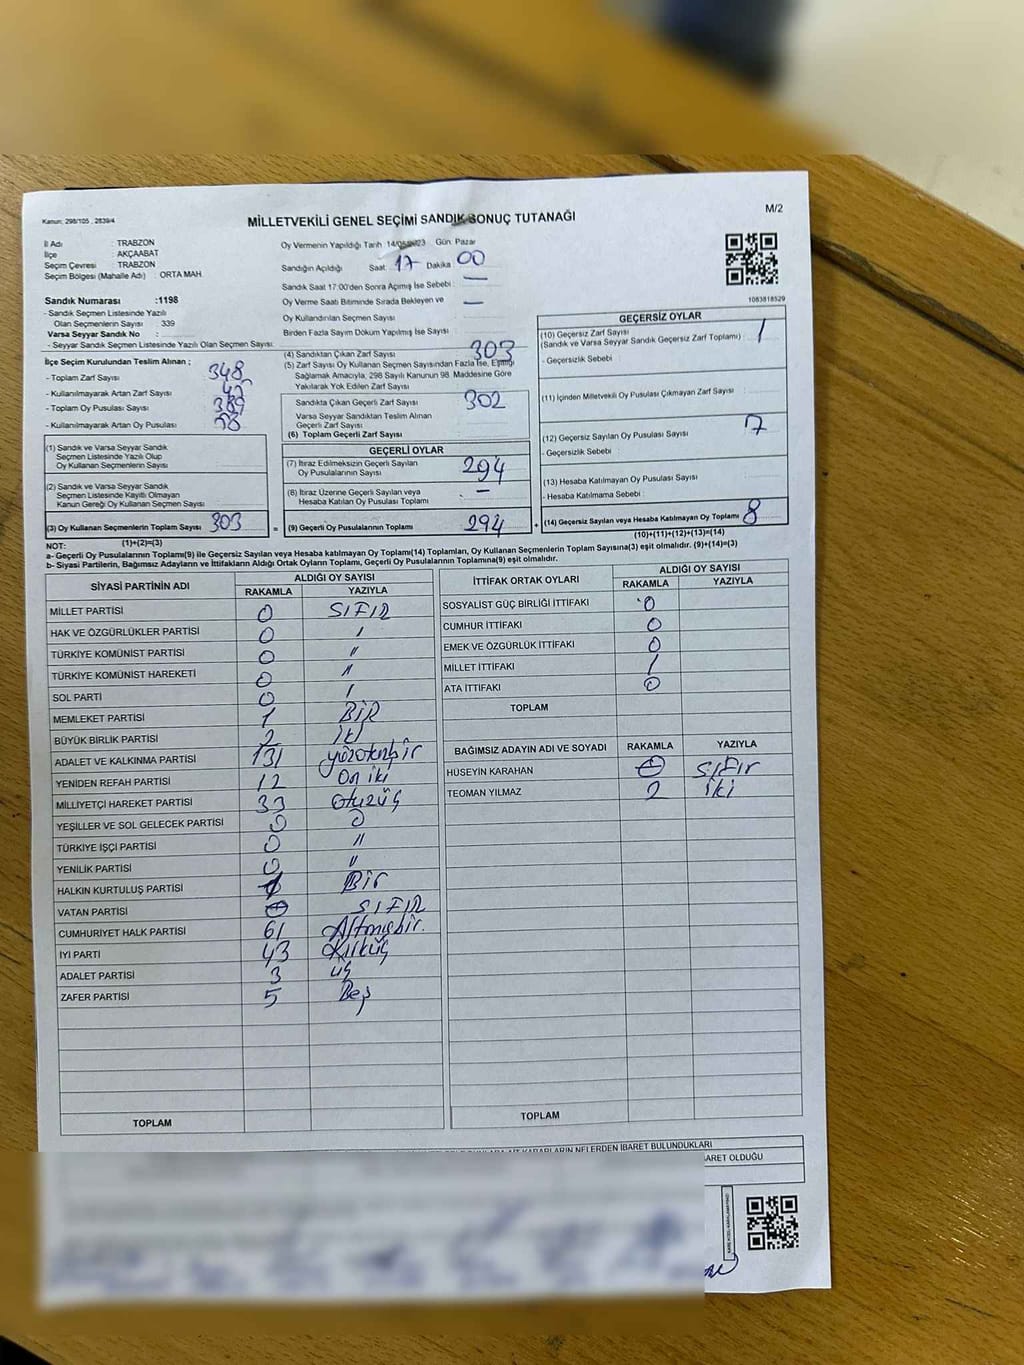 Kanun: 298/105, 2839/4
MİLLETVEKİLİ GENEL SEÇİMİ SANDIK SONUÇ TUTANAĞI
M/2
İl Adı : TRABZON
İlçe : AKÇAABAT
Seçim Çevresi : TRABZON
Seçim Bölgesi (Mahalle Adı) : ORTA MAH.
Sandık Numarası :1198
- Sandık Seçmen Listesinde Yazılı
Olan Seçmenlerin Sayısı : 339
Varsa Seyyar Sandık No :
- Seyyar Sandık Seçmen Listesinde Yazılı Olan Seçmen Sayısı:
Oy Vermenin Yapıldığı Tarih :14/05/2023 Gün: Pazar
Sandığın Açıldığı Saat: 17 Dakika: 00
Sandık Saat 17:00'den Sonra Açılmış İse Sebebi : —
Oy Verme Saati Bitiminde Sırada Bekleyen ve —
Oy Kullandırılan Seçmen Sayısı :
Birden Fazla Sayım Döküm Yapılmış İse Sayısı :
1083818529
İlçe Seçim Kurulundan Teslim Alınan ;
- Toplam Zarf Sayısı : 348
- Kullanılmayarak Artan Zarf Sayısı :
- Toplam Oy Pusulası Sayısı :
- Kullanılmayarak Artan Oy Pusulası :
(1) Sandık ve Varsa Seyyar Sandık
Seçmen Listesinde Yazılı Olup
Oy Kullanan Seçmenlerin Sayısı :
(2) Sandık ve Varsa Seyyar Sandık
Seçmen Listesinde Kayıtlı Olmayan
Kanun Gereği Oy Kullanan Seçmen Sayısı :
(3) Oy Kullanan Seçmenlerin Toplam Sayısı : 303
(1)+(2)=(3)
(4) Sandıktan Çıkan Zarf Sayısı : 303
(5) Zarf Sayısı Oy Kullanan Seçmen Sayısından Fazla İse, Eşitliği
Sağlamak Amacıyla, 298 Sayılı Kanunun 98. Maddesine Göre
Yakılarak Yok Edilen Zarf Sayısı :
Sandıkta Çıkan Geçerli Zarf Sayısı : 302
Varsa Seyyar Sandıktan Teslim Alınan
Geçerli Zarf Sayısı :
(6) Toplam Geçerli Zarf Sayısı :
GEÇERLİ OYLAR
(7) İtiraz Edilmeksizin Geçerli Sayılan
Oy Pusulalarının Sayısı : 294
(8) İtiraz Üzerine Geçerli Sayılan veya
Hesaba Katılan Oy Pusulası Toplamı : —
= (9) Geçerli Oy Pusulalarının Toplamı : 294
GEÇERSİZ OYLAR
(10) Geçersiz Zarf Sayısı : 1
(Sandık ve Varsa Seyyar Sandık Geçersiz Zarf Toplamı)
- Geçersizlik Sebebi :
(11) İçinden Milletvekili Oy Pusulası Çıkmayan Zarf Sayısı :
(12) Geçersiz Sayılan Oy Pusulası Sayısı : 7
- Geçersizlik Sebebi :
(13) Hesaba Katılmayan Oy Pusulası Sayısı :
- Hesaba Katılmama Sebebi :
+ (14) Geçersiz Sayılan veya Hesaba Katılmayan Oy Toplamı : 8
(10)+(11)+(12)+(13)=(14)
NOT:
a- Geçerli Oy Pusulalarının Toplamı(9) ile Geçersiz Sayılan veya Hesaba katılmayan Oy Toplamı(14) Toplamları, Oy Kullanan Seçmenlerin Toplam Sayısına(3) eşit olmalıdır. (9)+(14)=(3)
b- Siyasi Partilerin, Bağımsız Adayların ve İttifakların Aldığı Ortak Oyların Toplamı, Geçerli Oy Pusulalarının Toplamına(9) eşit olmalıdır.
SİYASİ PARTİNİN ADI ALDIĞI OY SAYISI
RAKAMLA YAZIYLA
MİLLET PARTİSİ 0 SIFIR
HAK VE ÖZGÜRLÜKLER PARTİSİ 0 ı
TÜRKİYE KOMÜNİST PARTİSİ 0 "
TÜRKİYE KOMÜNİST HAREKETİ 0 "
SOL PARTİ 0 ı
MEMLEKET PARTİSİ 1 BİR
BÜYÜK BİRLİK PARTİSİ 2 İki
ADALET VE KALKINMA PARTİSİ 131 yüzotuzbir
YENİDEN REFAH PARTİSİ 12 On iki
MİLLİYETÇİ HAREKET PARTİSİ 33 otuzüç
YEŞİLLER VE SOL GELECEK PARTİSİ 0 0
TÜRKİYE İŞÇİ PARTİSİ 0 "
YENİLİK PARTİSİ 0 "
HALKIN KURTULUŞ PARTİSİ 1 Bir
VATAN PARTİSİ 0 SIFIR
CUMHURİYET HALK PARTİSİ 61 Altmışbir.
İYİ PARTİ 43 Kırküç
ADALET PARTİSİ 3 üç
ZAFER PARTİSİ 5 Beş
TOPLAM
İTTİFAK ORTAK OYLARI ALDIĞI OY SAYISI
RAKAMLA YAZIYLA
SOSYALİST GÜÇ BİRLİĞİ İTTİFAKI 0
CUMHUR İTTİFAKI 0
EMEK VE ÖZGÜRLÜK İTTİFAKI 0
MİLLET İTTİFAKI 1
ATA İTTİFAKI 0
TOPLAM
BAĞIMSIZ ADAYIN ADI VE SOYADI RAKAMLA YAZIYLA
HÜSEYİN KARAHAN 0 SIFIR
TEOMAN YILMAZ 2 İki
TOPLAM
KARARLARIN NELERDEN İBARET BULUNDUKLARI
BARET OLDUĞU